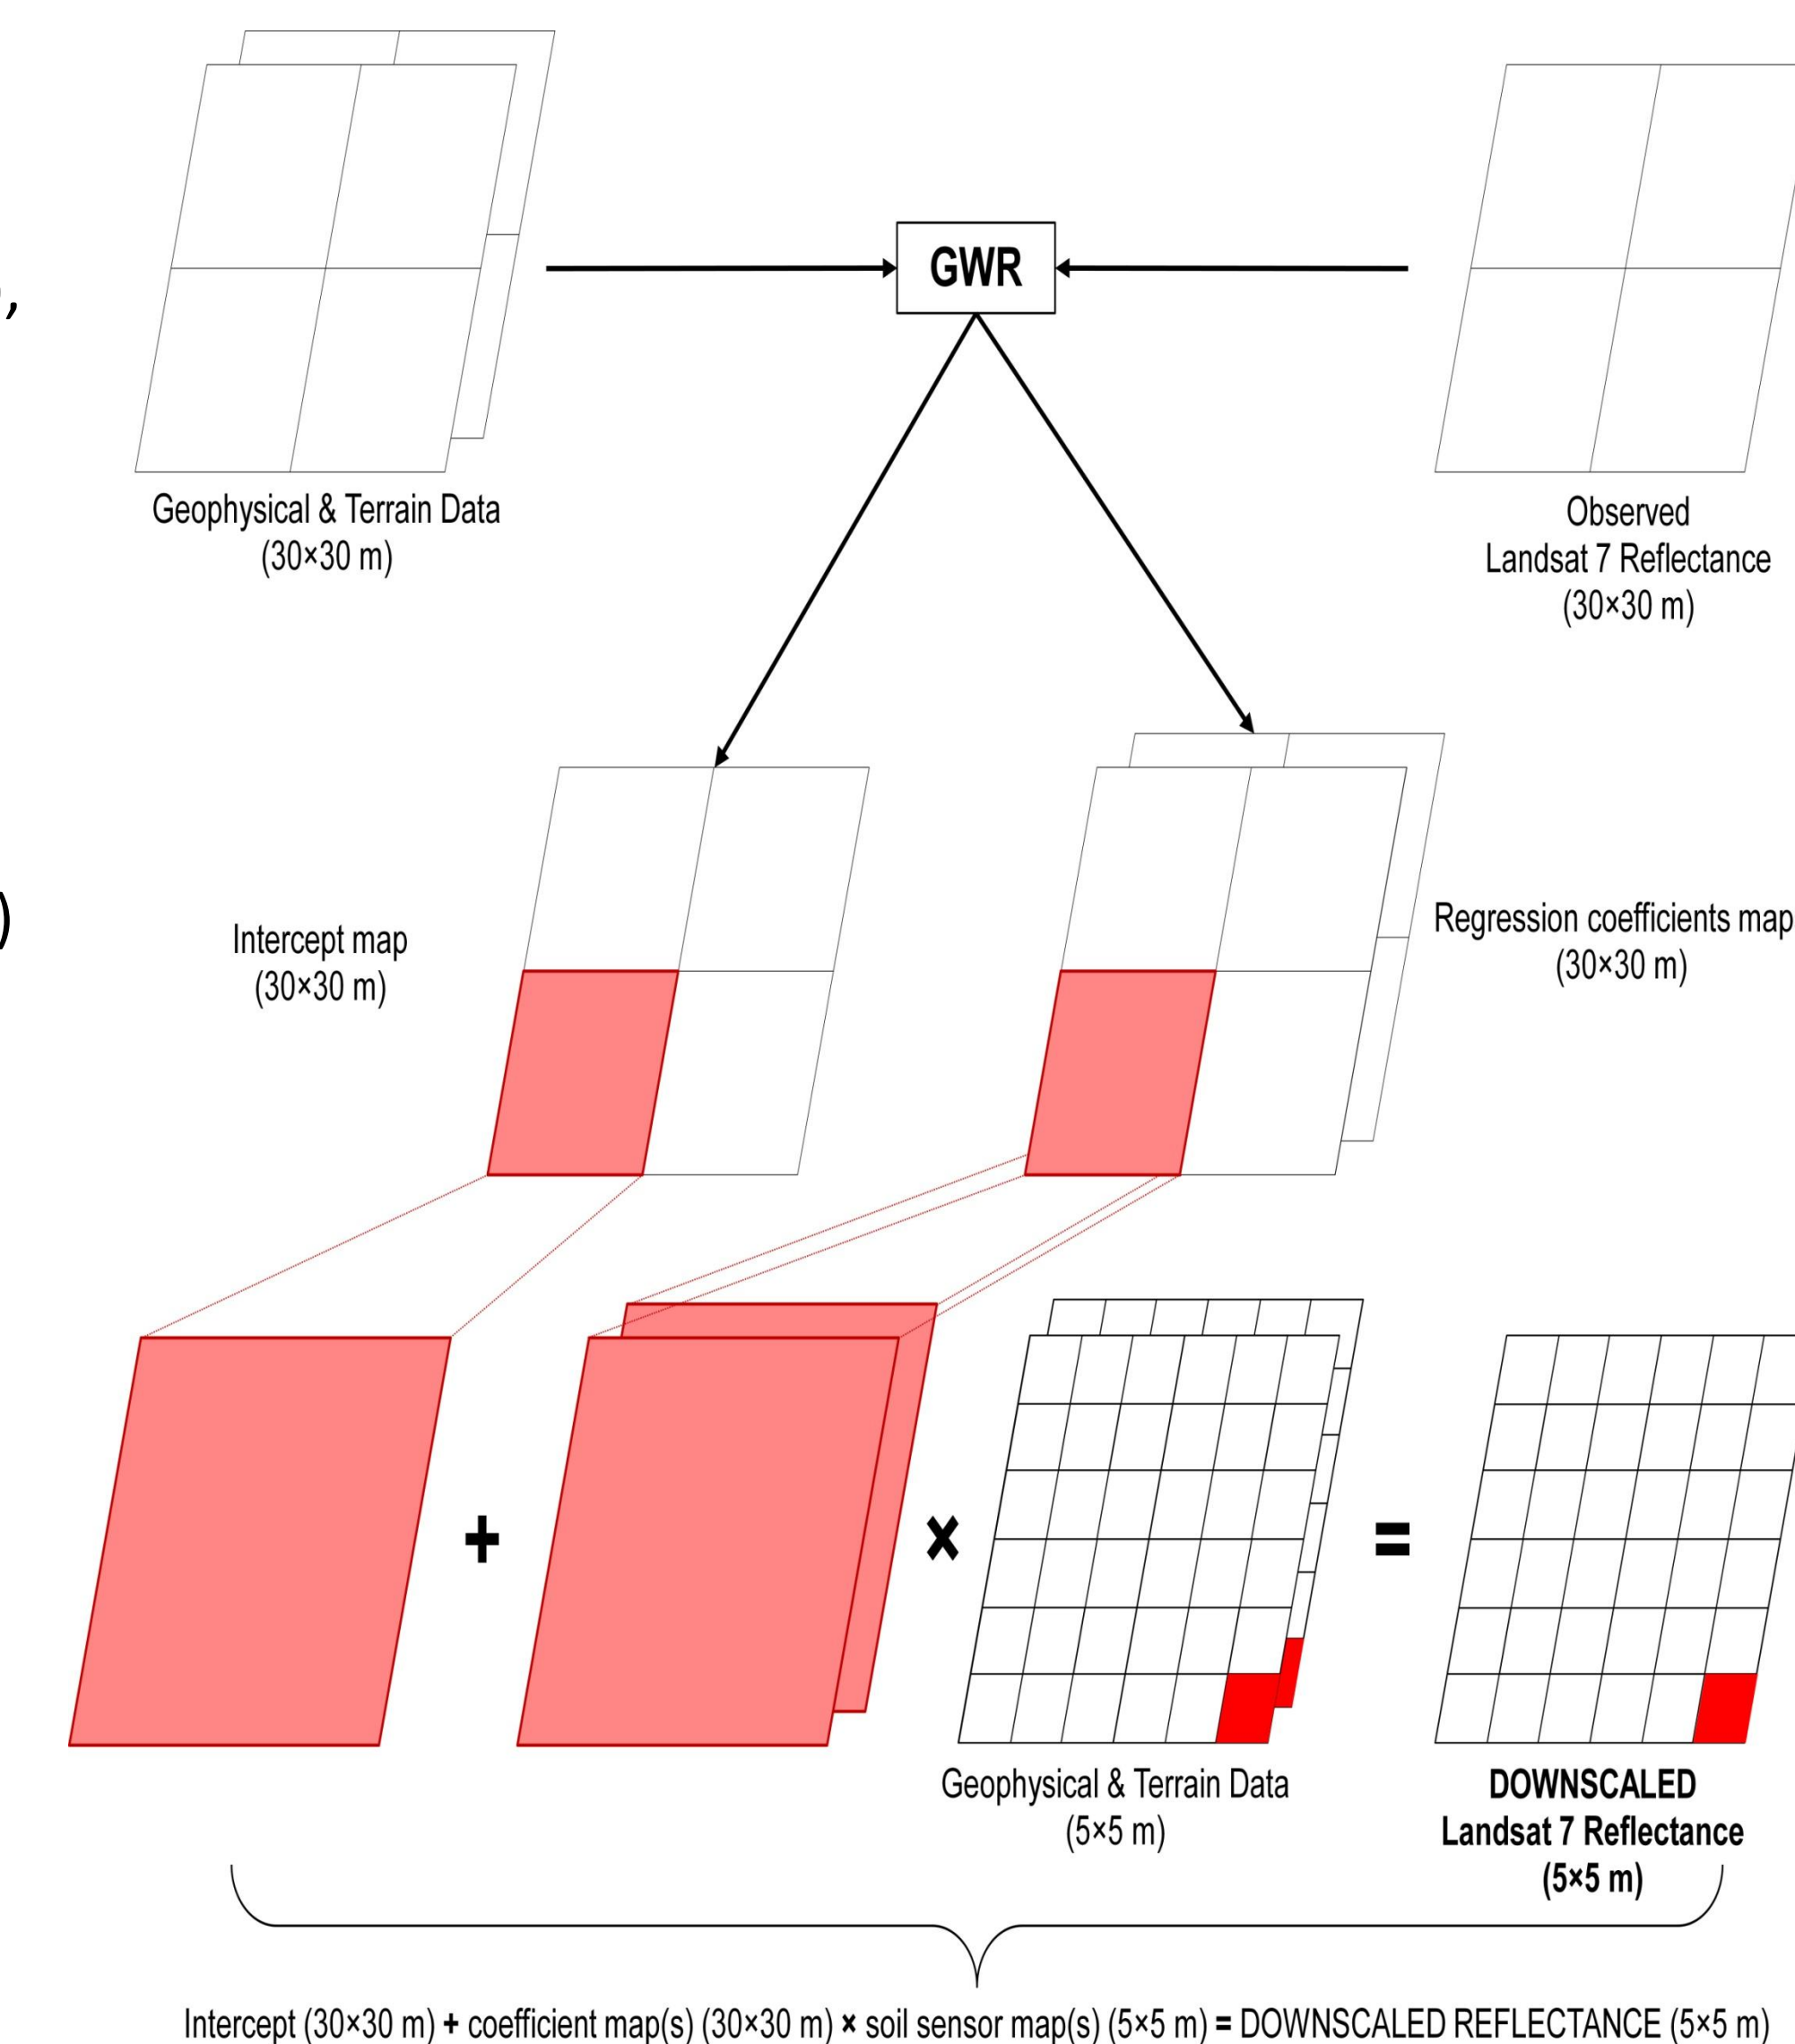 ,
GWR
Geophysical & Terrain Data
(30×30 m)
Observed
Landsat 7 Reflectance
(30×30 m)
)
Intercept map
(30×30 m)
Regression coefficients map
(30×30 m)
+
×
=
Geophysical & Terrain Data
(5×5 m)
DOWNSCALED
Landsat 7 Reflectance
(5×5 m)
Intercept (30×30 m) + coefficient map(s) (30×30 m) × soil sensor map(s) (5×5 m) = DOWNSCALED REFLECTANCE (5×5 m)